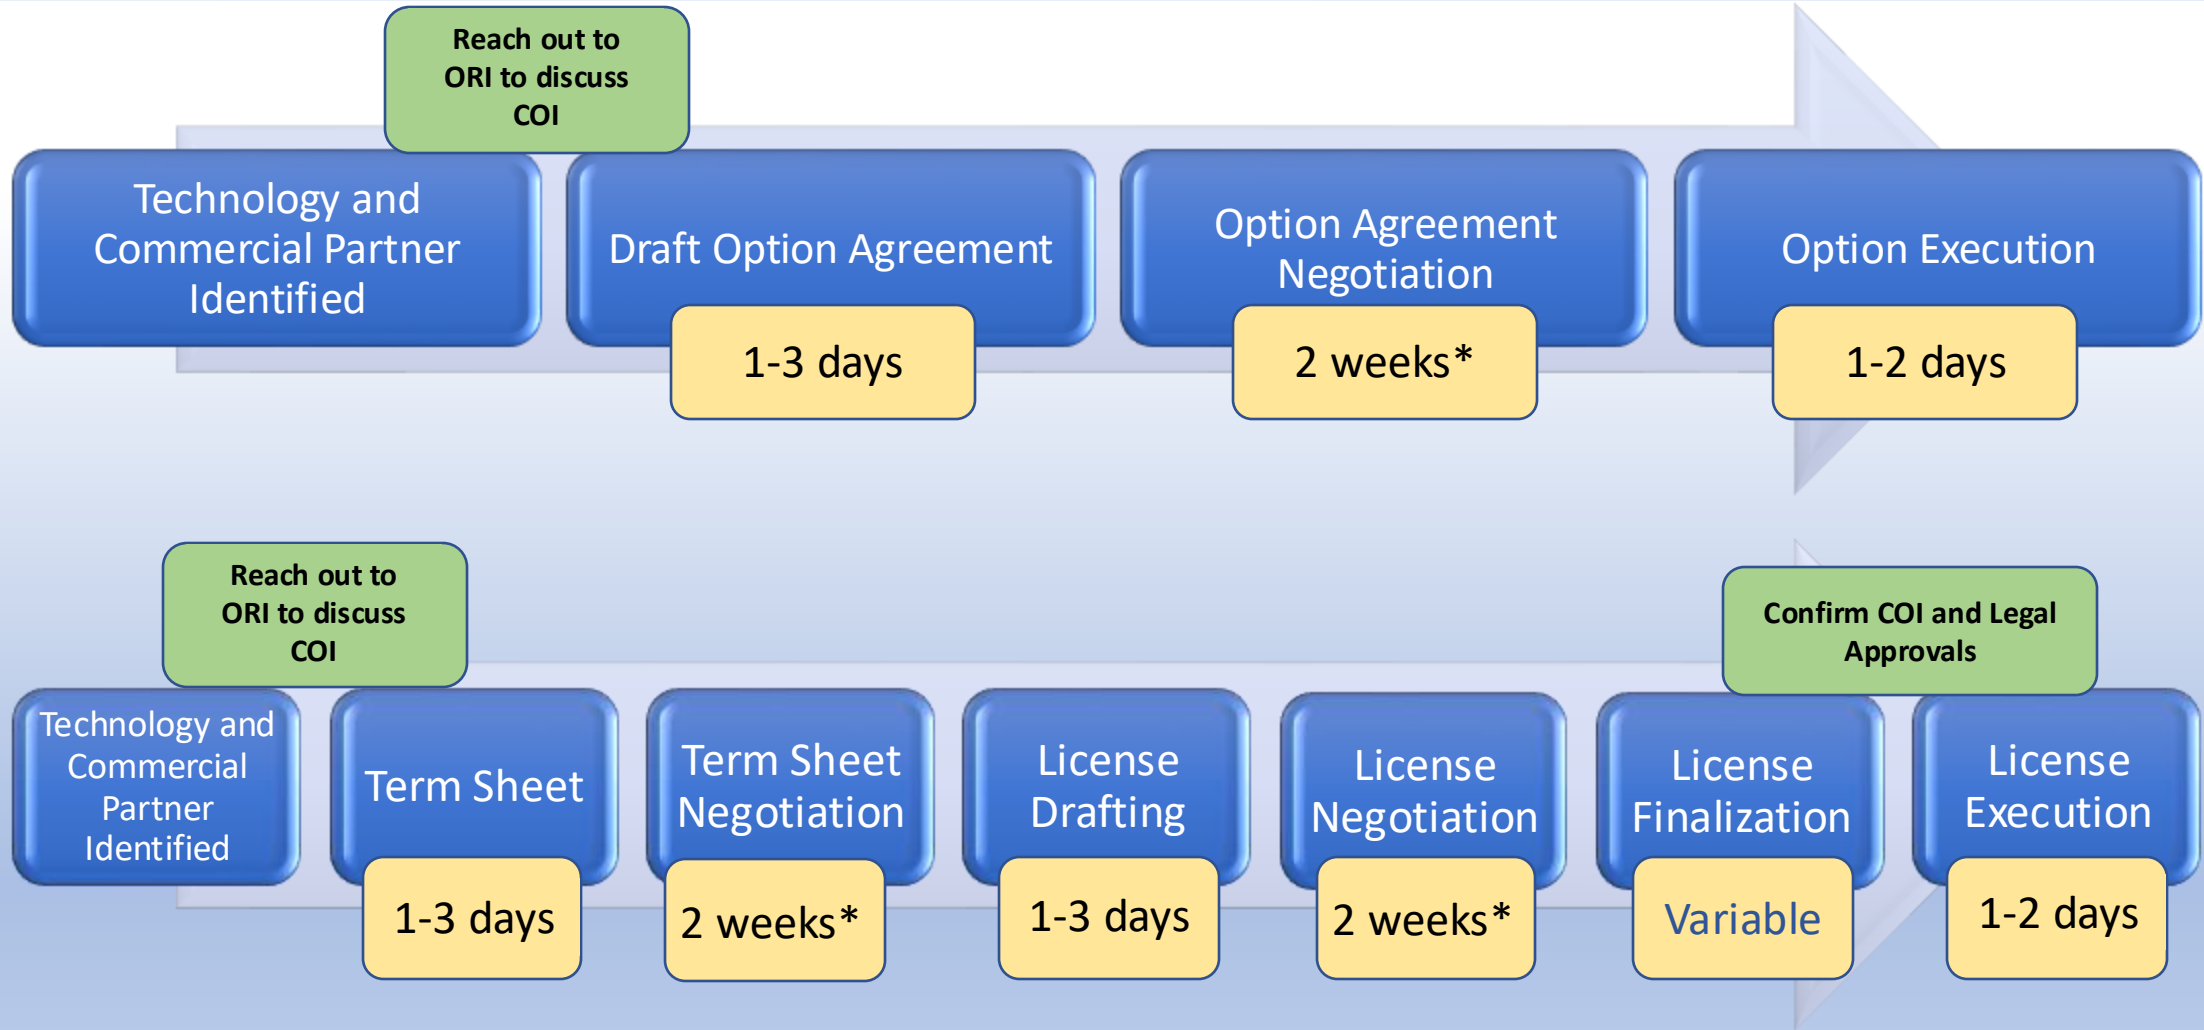 Reach out to
ORI to discuss
COI
Technology and
Commercial Partner
Identified
Draft Option Agreement
1-3 days
Option Agreement
Negotiation
2 weeks*
Option Execution
1-2 days
Reach out to
ORI to discuss
COI
Confirm COI and Legal
Approvals
Technology and
Commercial
Partner
Identified
Term Sheet
1-3 days
Term Sheet
Negotiation
2 weeks*
License
Drafting
1-3 days
License
Negotiation
2 weeks*
License
Finalization
Variable
License
Execution
1-2 days